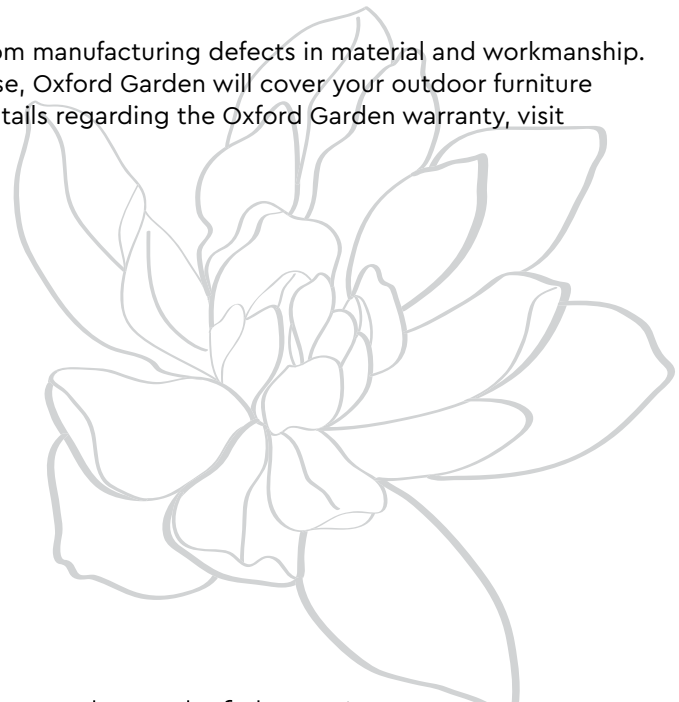 om manufacturing defects in material and workmanship.
se, Oxford Garden will cover your outdoor furniture
tails regarding the Oxford Garden warranty, visit